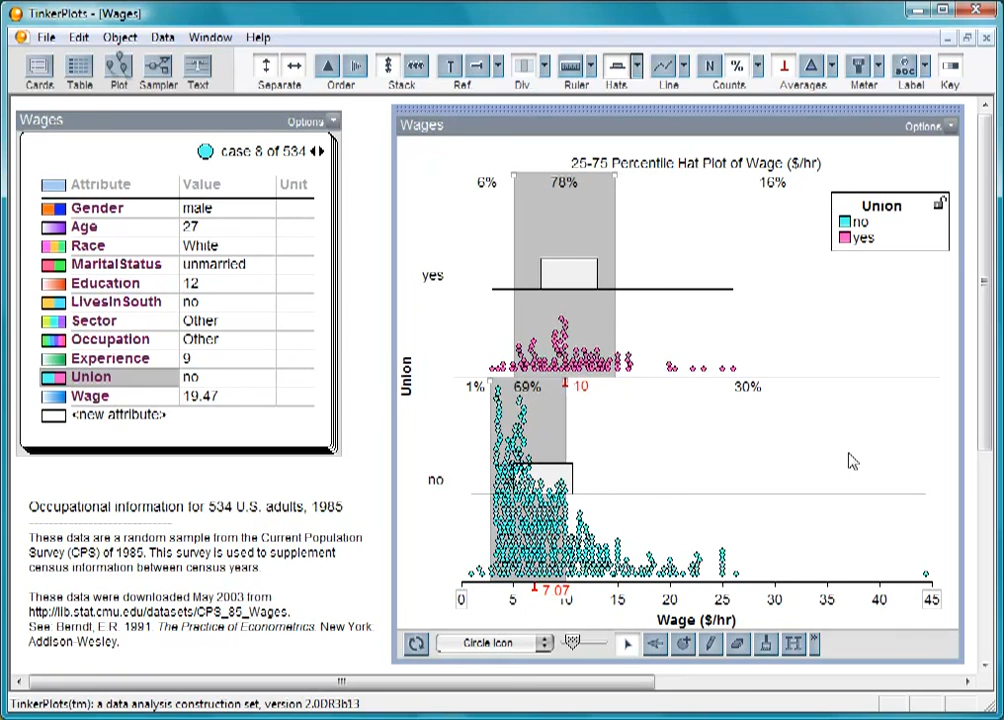 TinkerPlots - [Wages]
File Edit Object Data Window Help
Cards Table Plot Sampler Text Separate Order Stack Ref Div Ruler Hats Line Counts Averages Meter Label Key
N %
ABC
Wages Options
case 8 of 534
Attribute Value Unit
Gender male
Age 27
Race White
MaritalStatus unmarried
Education 12
LivesInSouth no
Sector Other
Occupation Other
Experience 9
Union no
Wage 19.47
<new attribute>
Occupational information for 534 U.S. adults, 1985
These data are a random sample from the Current Population
Survey (CPS) of 1985. This survey is used to supplement
census information between census years.
These data were downloaded May 2003 from
http://lib.stat.cmu.edu/datasets/CPS_85_Wages.
See: Berndt, E.R. 1991. The Practice of Econometrics. New York:
Addison-Wesley.
Wages Options
25-75 Percentile Hat Plot of Wage ($/hr)
6% 78% 16%
Union
no
yes
yes
Union
1% 69% 10 30%
no
7.07
0 5 10 15 20 25 30 35 40 45
Wage ($/hr)
Circle Icon
TinkerPlots(tm): a data analysis construction set, version 2.0DR3b13